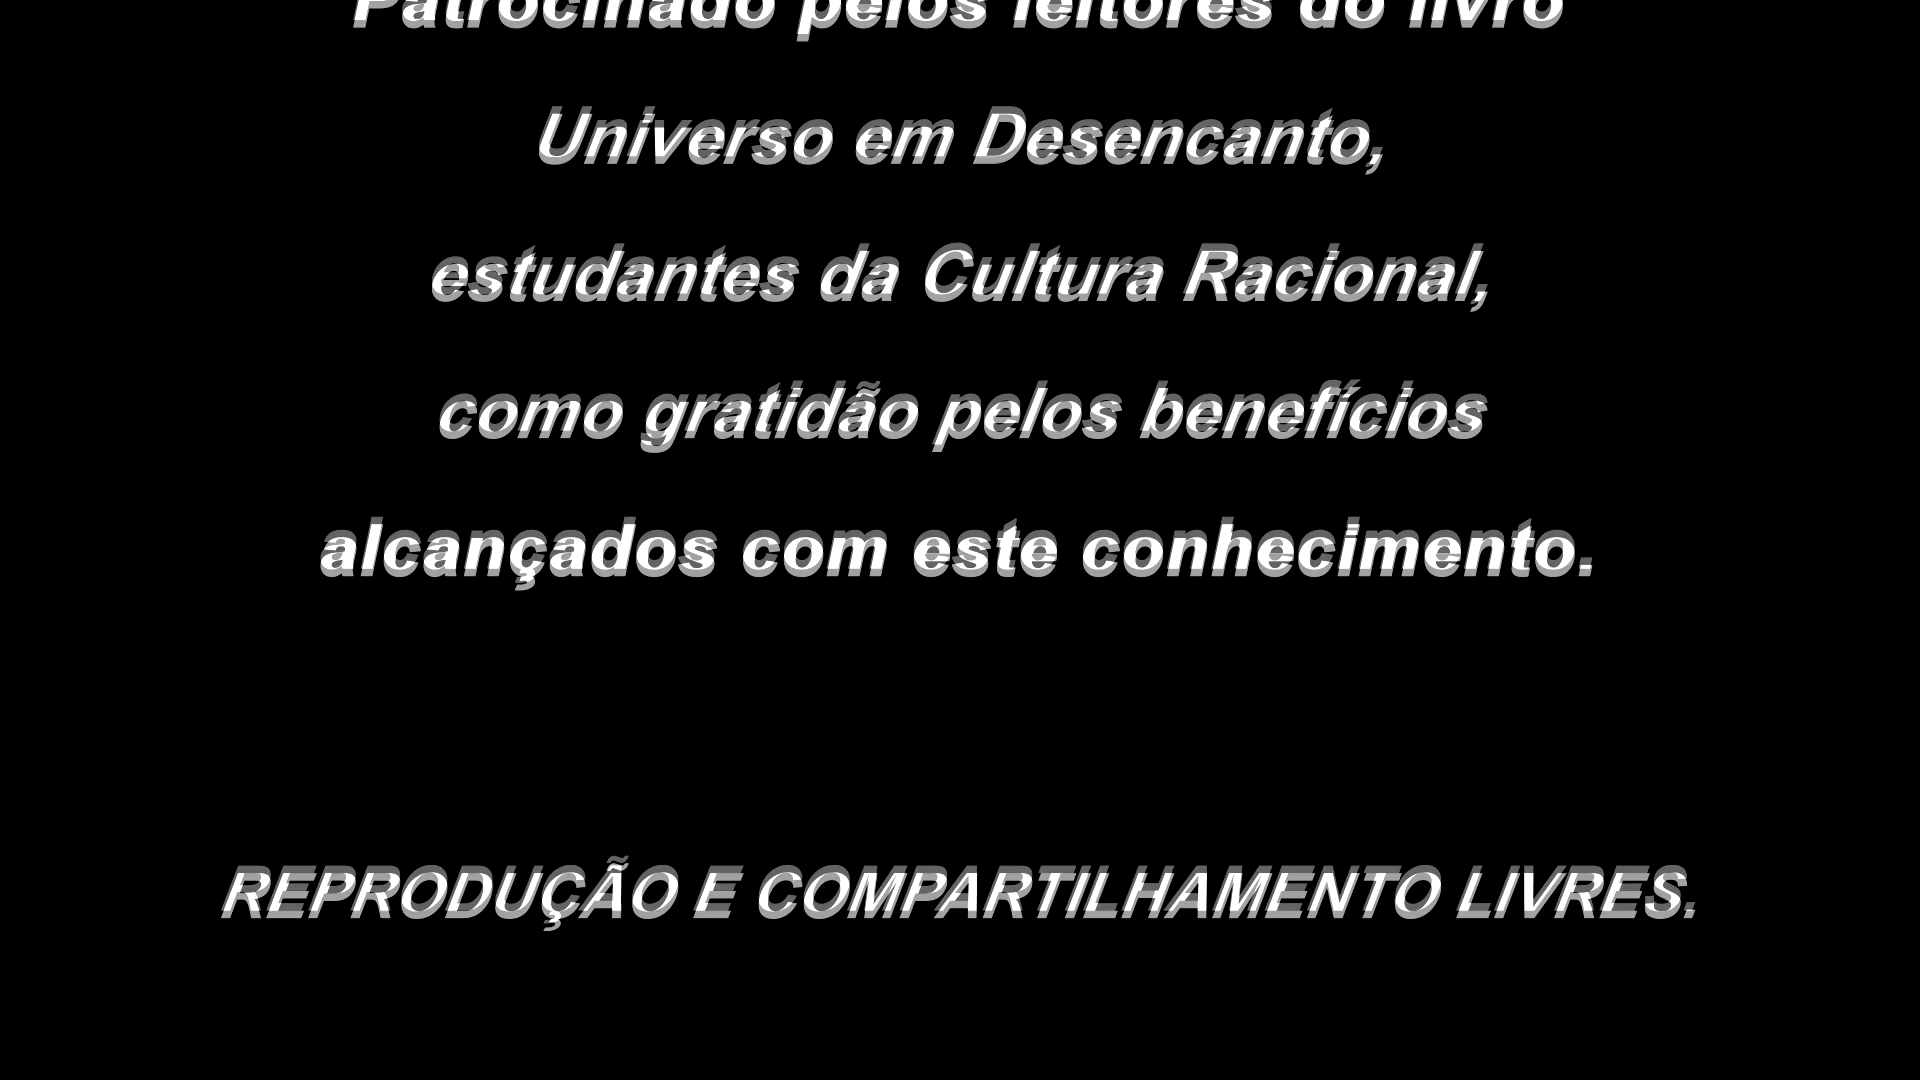 Patrocinado pelos leitores do livro
Universo em Desencanto,
estudantes da Cultura Racional,
como gratidão pelos benefícios
alcançados com este conhecimento.
REPRODUÇÃO E COMPARTILHAMENTO LIVRES.